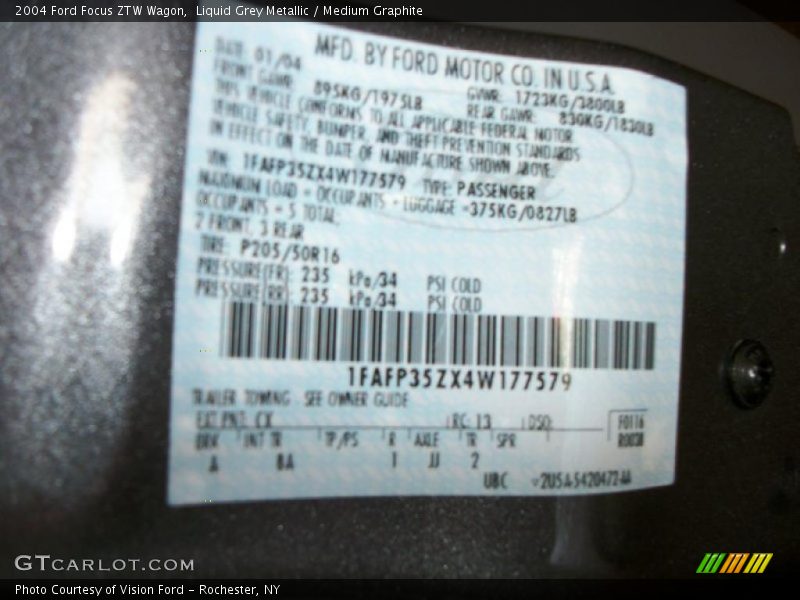 2004 Ford Focus ZTW Wagon, Liquid Grey Metallic / Medium Graphite
MFD. BY FORD MOTOR CO. IN U.S.A.
DATE: 01/04 GVWR: 1723KG/3800LB
FRONT GAWR: 895KG/1975LB REAR GAWR: 830KG/1830LB
THIS VEHICLE CONFORMS TO ALL APPLICABLE FEDERAL MOTOR
VEHICLE SAFETY, BUMPER, AND THEFT PREVENTION STANDARDS
IN EFFECT ON THE DATE OF MANUFACTURE SHOWN ABOVE.
VIN: 1FAFP35ZX4W177579 TYPE: PASSENGER
MAXIMUM LOAD = OCCUPANTS + LUGGAGE =375KG/0827LB
OCCUPANTS = 5 TOTAL:
2 FRONT, 3 REAR
TIRE: P205/50R16
PRESSURE(FR): 235 kPa/34 PSI COLD
PRESSURE(RR): 235 kPa/34 PSI COLD
1FAFP35ZX4W177579
TRAILER TOWING - SEE OWNER GUIDE
EXT PNT: CX RC: 13 DSO: F0116
BRK INT TR TP/PS R AXLE TR SPR
A BA 1 JJ 2
UBC
GTCARLOT.COM
Photo Courtesy of Vision Ford - Rochester, NY